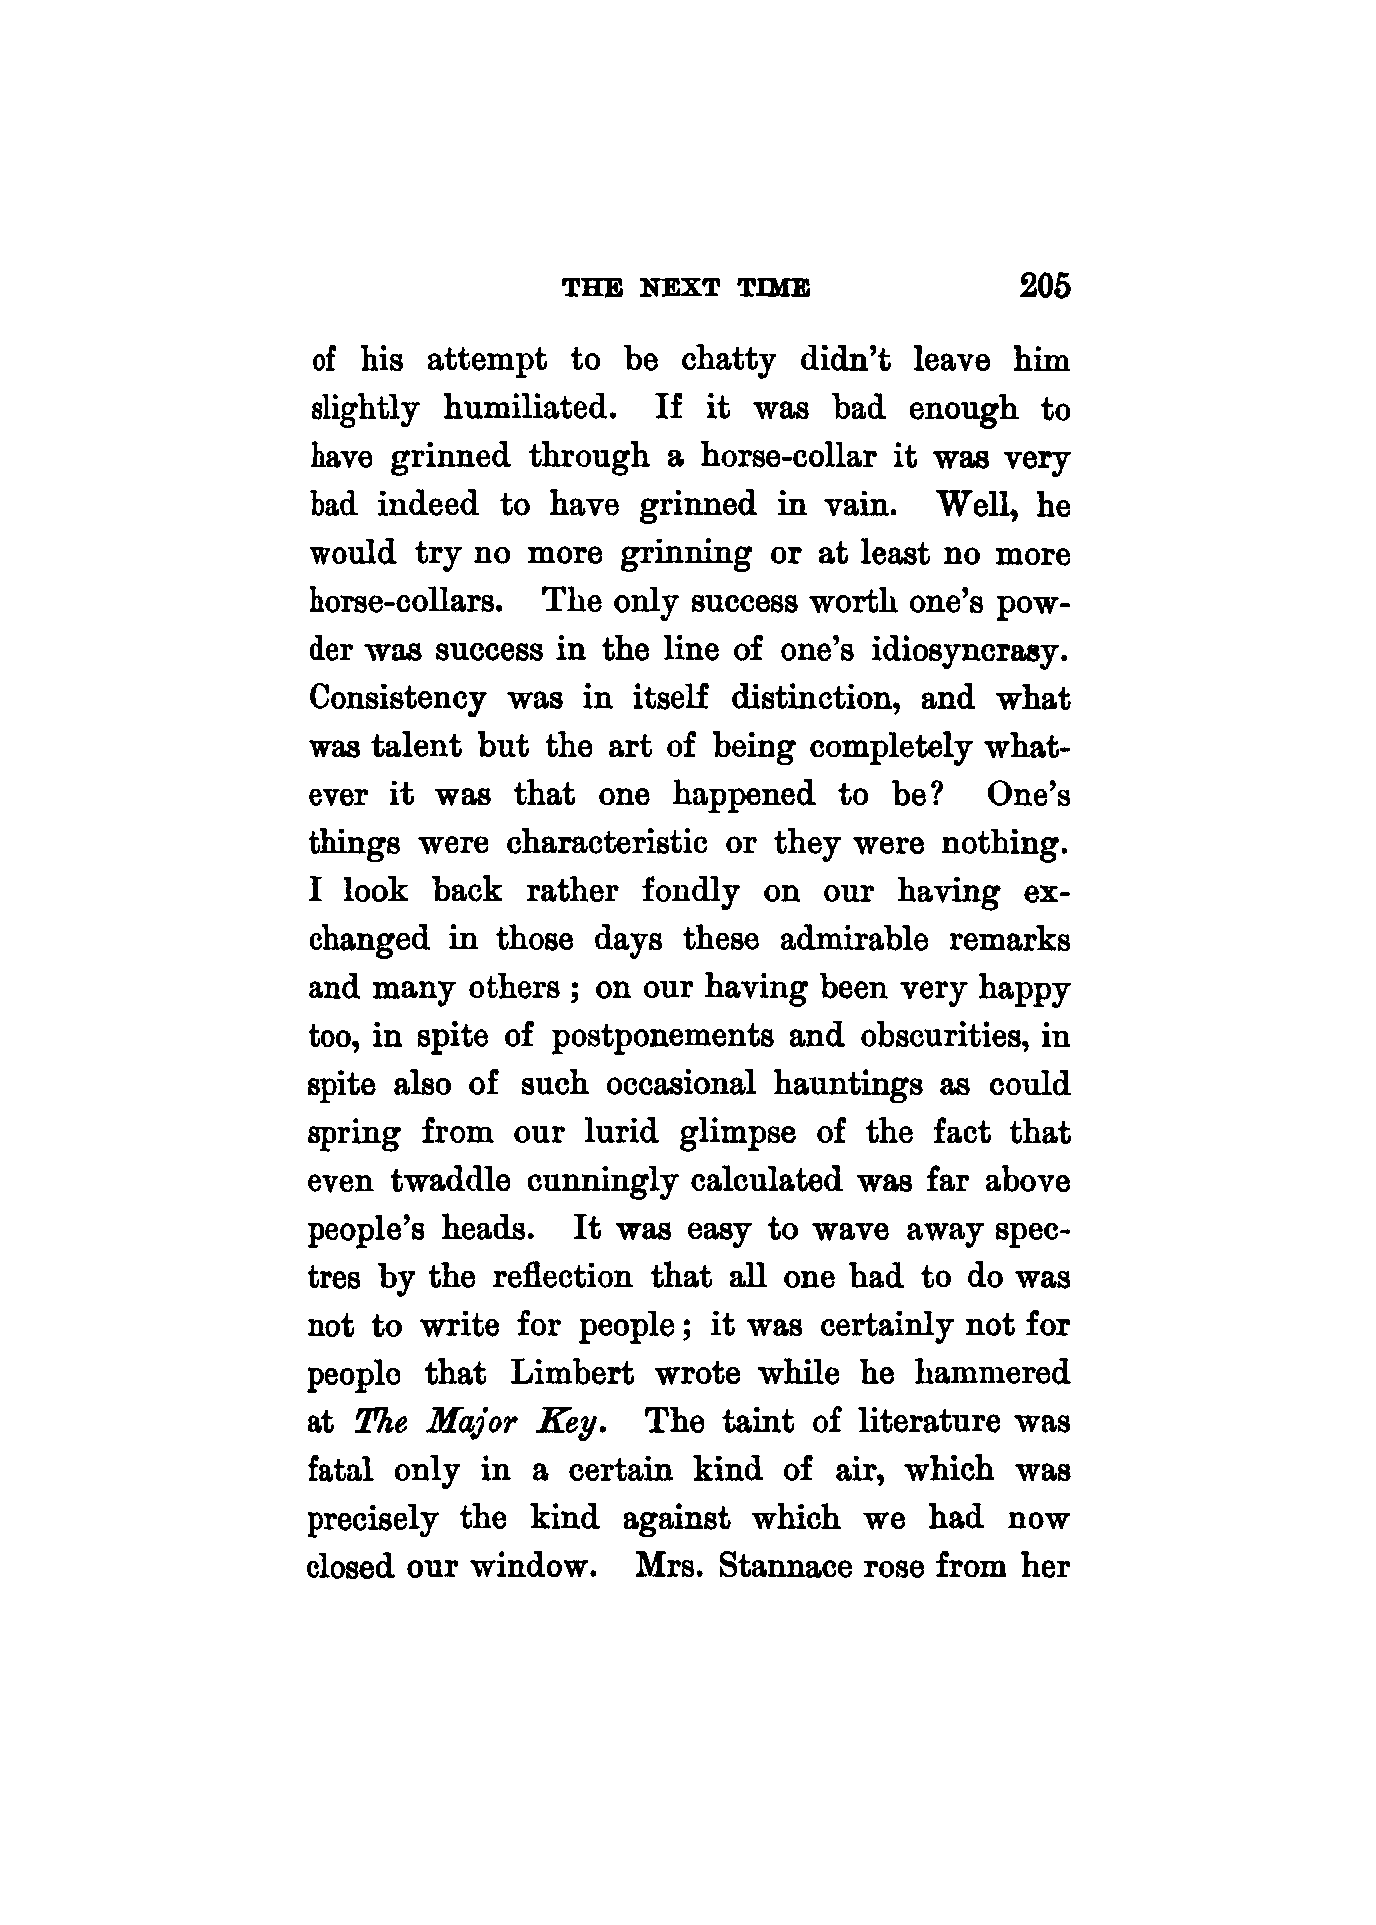 THE NEXT TIME 205
of his attempt to be chatty didn't leave him
slightly humiliated. If it was bad enough to
have grinned through a horse-collar it was very
bad indeed to have grinned in vain. Well, he
would try no more grinning or at least no more
horse-collars. The only success worth one's pow-
der was success in the line of one's idiosyncrasy.
Consistency was in itself distinction, and what
was talent but the art of being completely what-
ever it was that one happened to be? One's
things were characteristic or they were nothing.
I look back rather fondly on our having ex-
changed in those days these admirable remarks
and many others; on our having been very happy
too, in spite of postponements and obscurities, in
spite also of such occasional hauntings as could
spring from our lurid glimpse of the fact that
even twaddle cunningly calculated was far above
people's heads. It was easy to wave away spec-
tres by the reflection that all one had to do was
not to write for people; it was certainly not for
people that Limbert wrote while he hammered
at The Major Key. The taint of literature was
fatal only in a certain kind of air, which was
precisely the kind against which we had now
closed our window. Mrs. Stannace rose from her